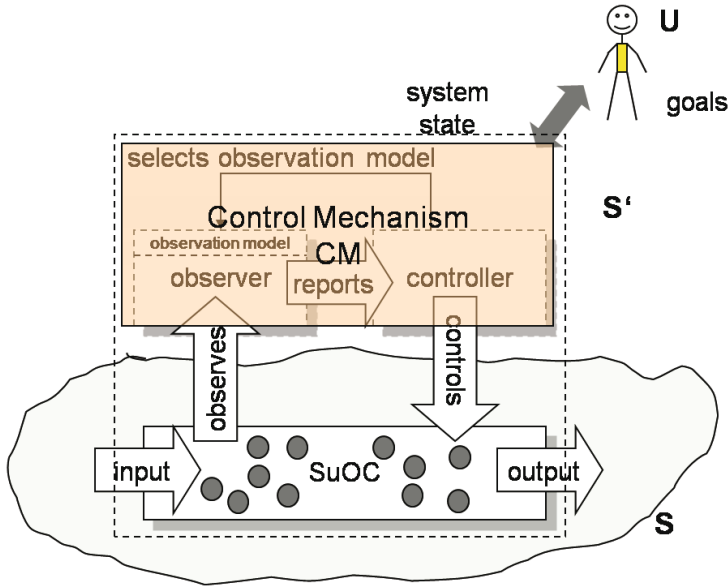 U
system
state
goals
selects observation model
S‘
Control Mechanism
CM
observation model
observer
reports
controller
observes
controls
input
SuOC
output
S